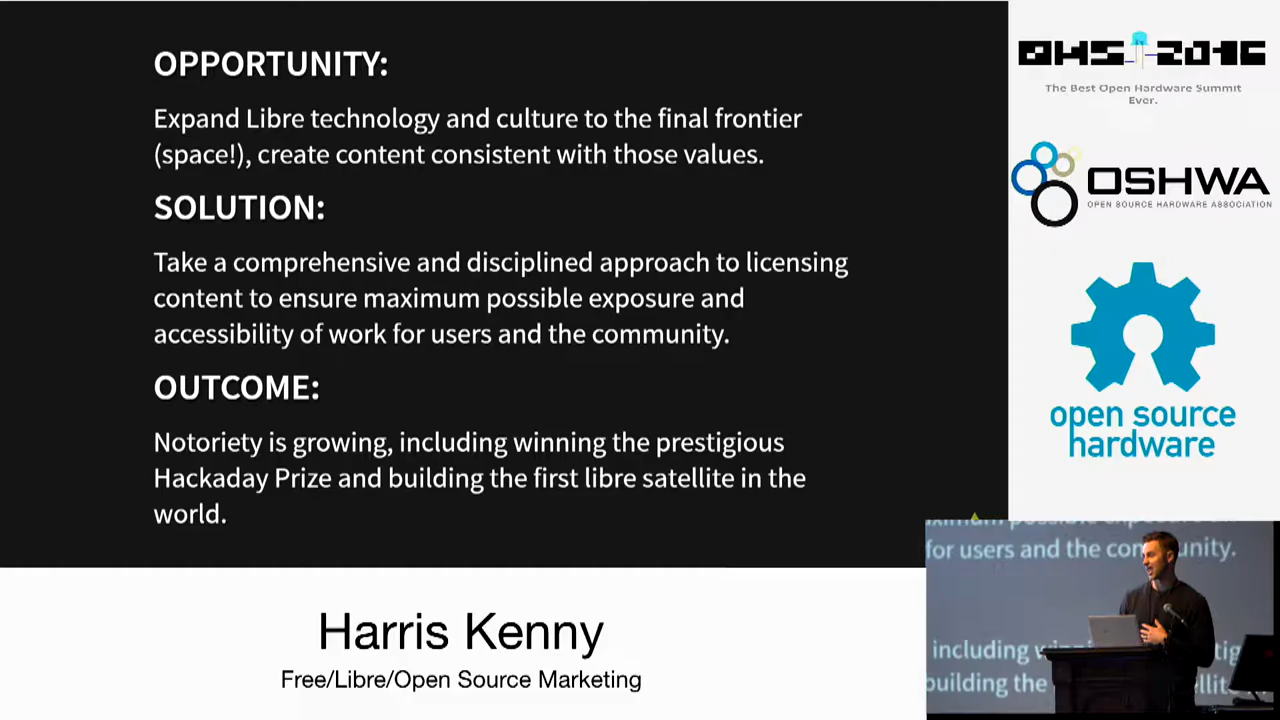 OPPORTUNITY:
Expand Libre technology and culture to the final frontier
(space!), create content consistent with those values.
SOLUTION:
Take a comprehensive and disciplined approach to licensing
content to ensure maximum possible exposure and
accessibility of work for users and the community.
OUTCOME:
Notoriety is growing, including winning the prestigious
Hackaday Prize and building the first libre satellite in the
world.
OHS 2016
The Best Open Hardware Summit
Ever.
OSHWA
OPEN SOURCE HARDWARE ASSOCIATION
open source
hardware
for users and the community.
including
building the
Harris Kenny
Free/Libre/Open Source Marketing